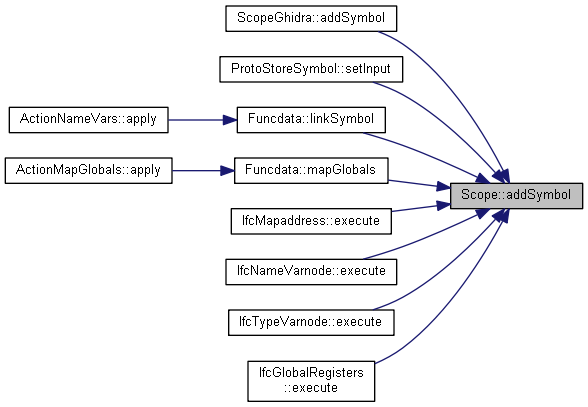 ScopeGhidra::addSymbol
ProtoStoreSymbol::setInput
ActionNameVars::apply
Funcdata::linkSymbol
ActionMapGlobals::apply
Funcdata::mapGlobals
Scope::addSymbol
IfcMapaddress::execute
IfcNameVarnode::execute
IfcTypeVarnode::execute
IfcGlobalRegisters
::execute